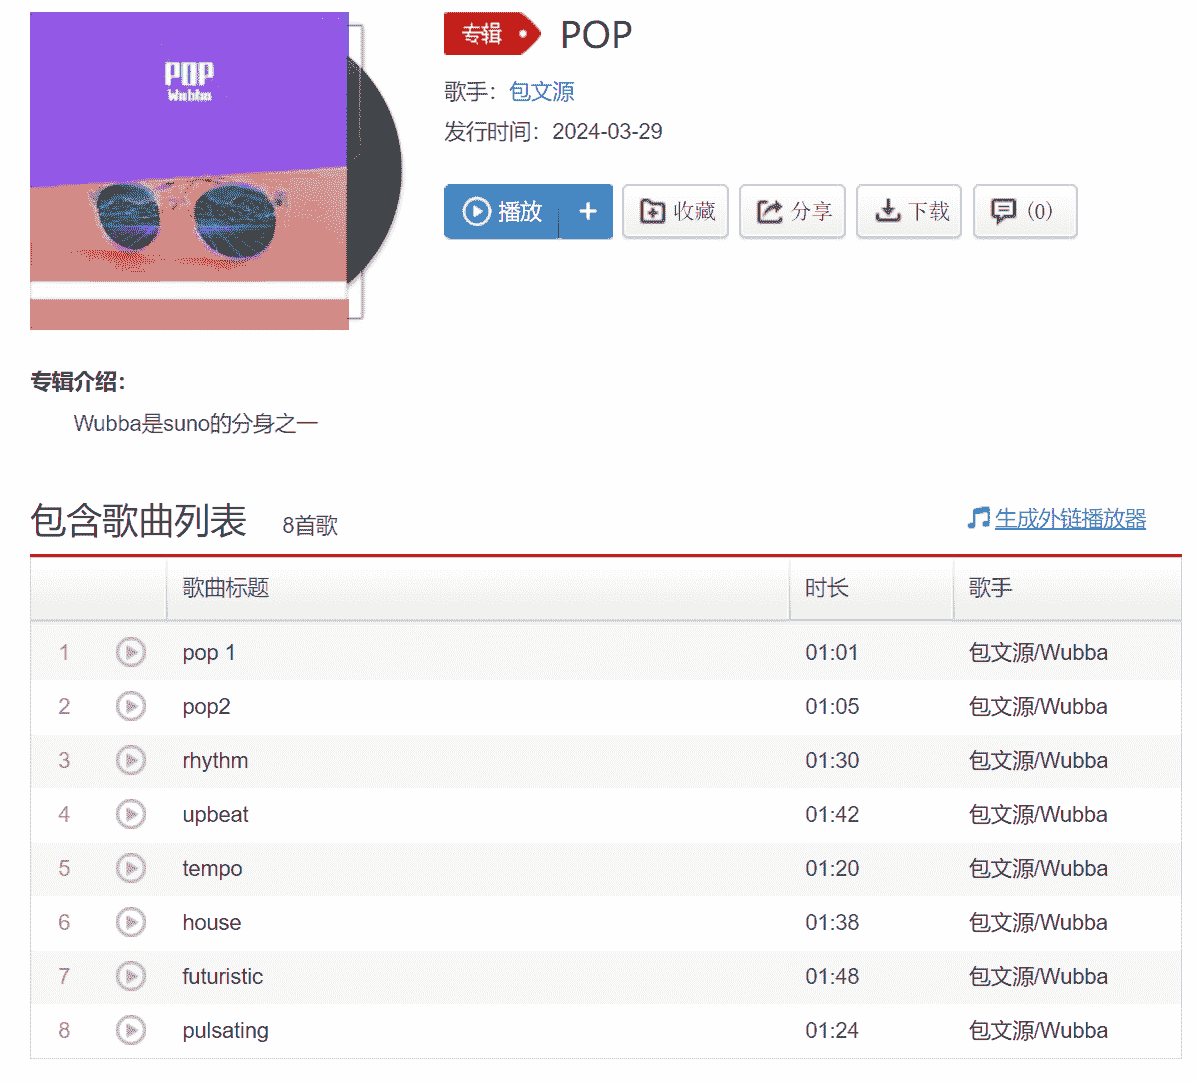 POP
Wubba
专辑
POP
歌手：包文源
发行时间：2024-03-29
播放 +
收藏
分享
下载
(0)
专辑介绍：
Wubba是suno的分身之一
包含歌曲列表 8首歌
生成外链播放器
歌曲标题 时长 歌手
1 pop 1 01:01 包文源/Wubba
2 pop2 01:05 包文源/Wubba
3 rhythm 01:30 包文源/Wubba
4 upbeat 01:42 包文源/Wubba
5 tempo 01:20 包文源/Wubba
6 house 01:38 包文源/Wubba
7 futuristic 01:48 包文源/Wubba
8 pulsating 01:24 包文源/Wubba